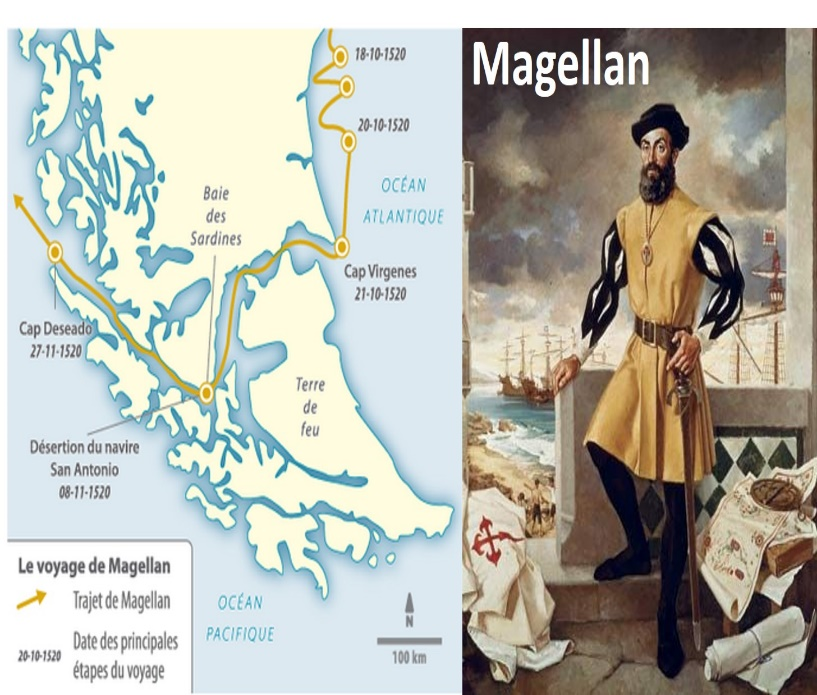 Magellan
18-10-1520
20-10-1520
OCÉAN
ATLANTIQUE
Baie
des
Sardines
Cap Virgenes
21-10-1520
Cap Deseado
27-11-1520
Terre
de
feu
Désertion du navire
San Antonio
08-11-1520
Le voyage de Magellan
Trajet de Magellan
20-10-1520
Date des principales
étapes du voyage
OCÉAN
PACIFIQUE
N
100 km